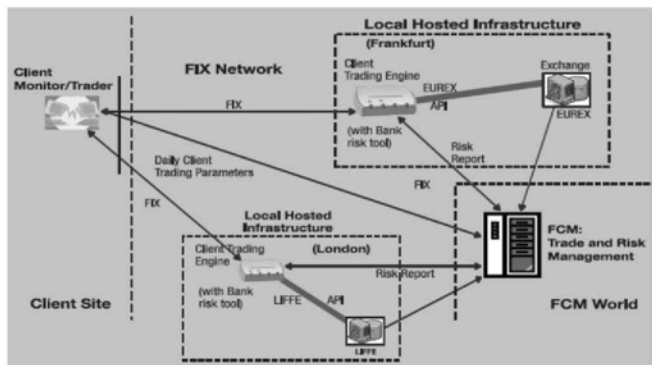 Local Hosted Infrastructure
(Frankfurt)
Client
Monitor/Trader
FIX Network
Client
Trading Engine
Exchange
EUREX
API
EUREX
FIX
(with Bank
risk tool)
Risk
Report
Daily Client
Trading Parameters
FIX
FIX
Local Hosted
Infrastructure
FCM:
Trade and Risk
Management
Client Trading
Engine
(London)
Risk Report
(with Bank
risk tool)
LIFFE
API
Client Site
FCM World
LIFFE